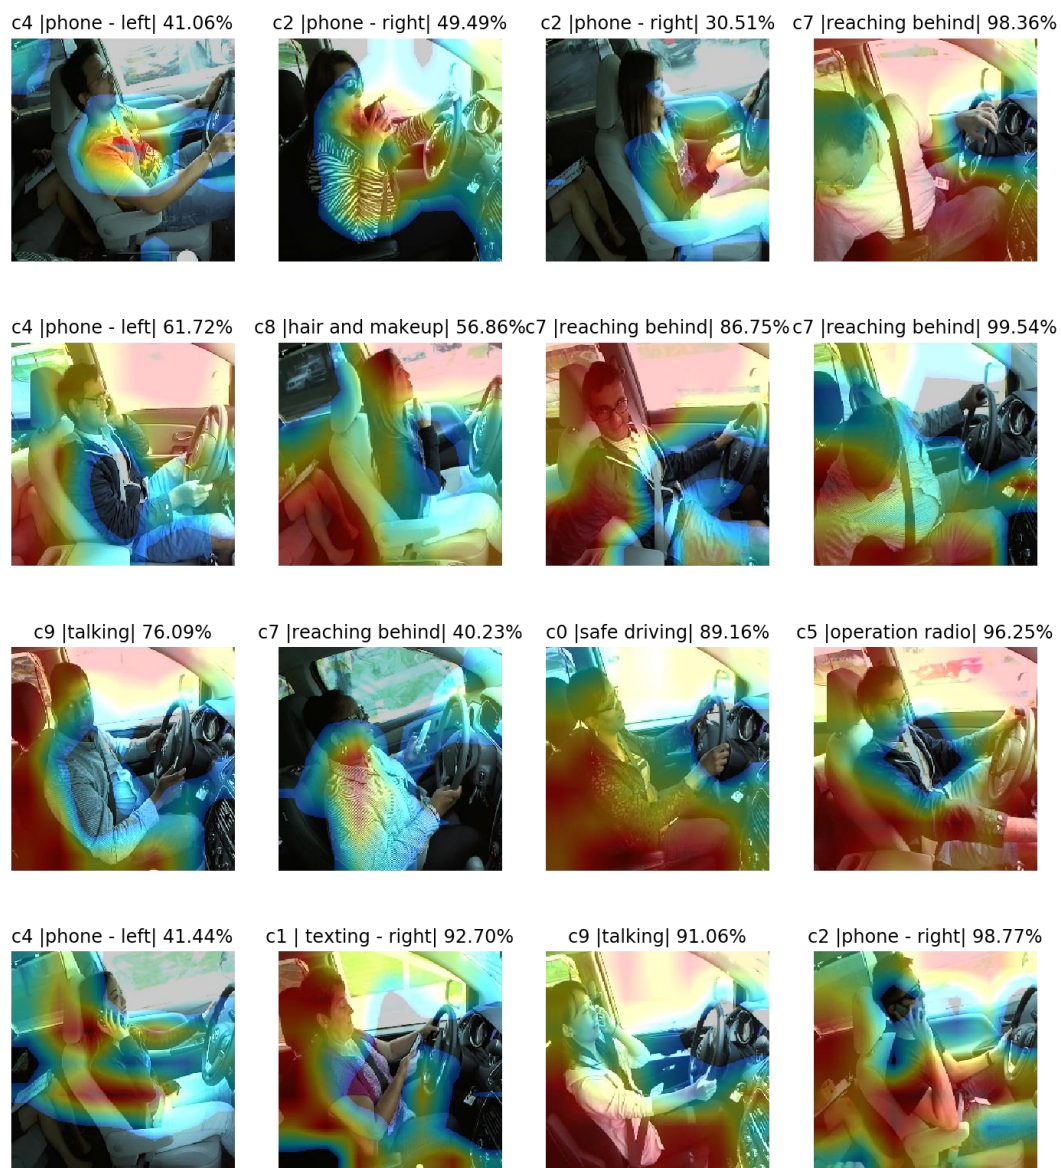 c4 |phone - left| 41.06%
c2 |phone - right| 49.49%
c2 |phone - right| 30.51%
c7 |reaching behind| 98.36%
c4 |phone - left| 61.72%
c8 |hair and makeup| 56.86%
c7 |reaching behind| 86.75%
c7 |reaching behind| 99.54%
c9 |talking| 76.09%
c7 |reaching behind| 40.23%
c0 |safe driving| 89.16%
c5 |operation radio| 96.25%
c4 |phone - left| 41.44%
c1 | texting - right| 92.70%
c9 |talking| 91.06%
c2 |phone - right| 98.77%